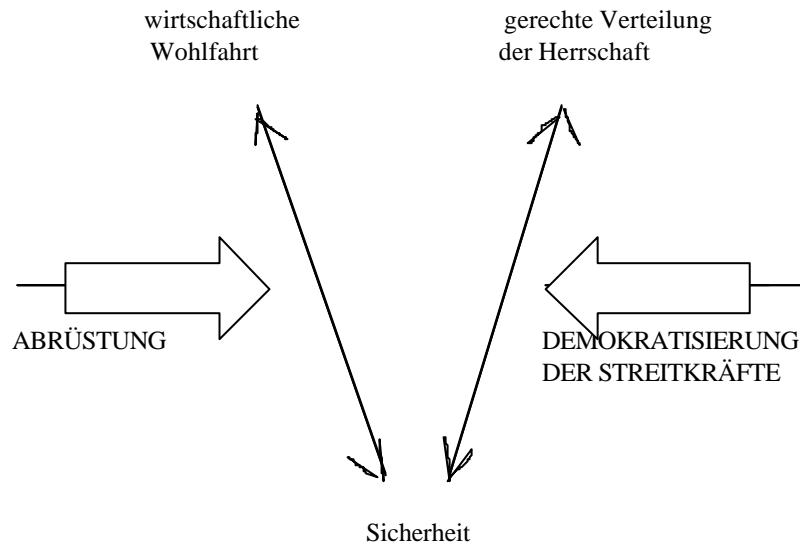 wirtschaftliche
Wohlfahrt
gerechte Verteilung
der Herrschaft
ABRÜSTUNG
DEMOKRATISIERUNG
DER STREITKRÄFTE
Sicherheit